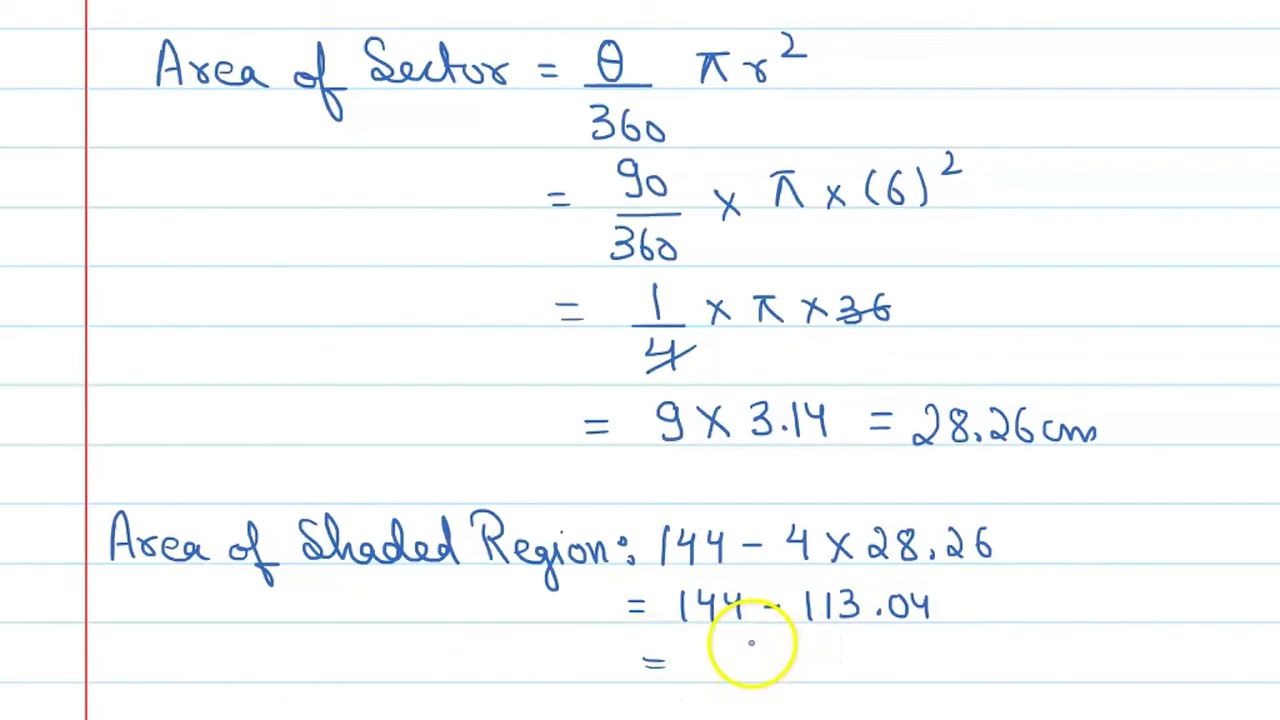 Area of Sector = θ/360 πr²
= 90/360 × π × (6)²
= 1/4 × π × 36
= 9 × 3.14 = 28.26 cm
Area of Shaded Region: 144 - 4 × 28.26
= 144 - 113.04
=